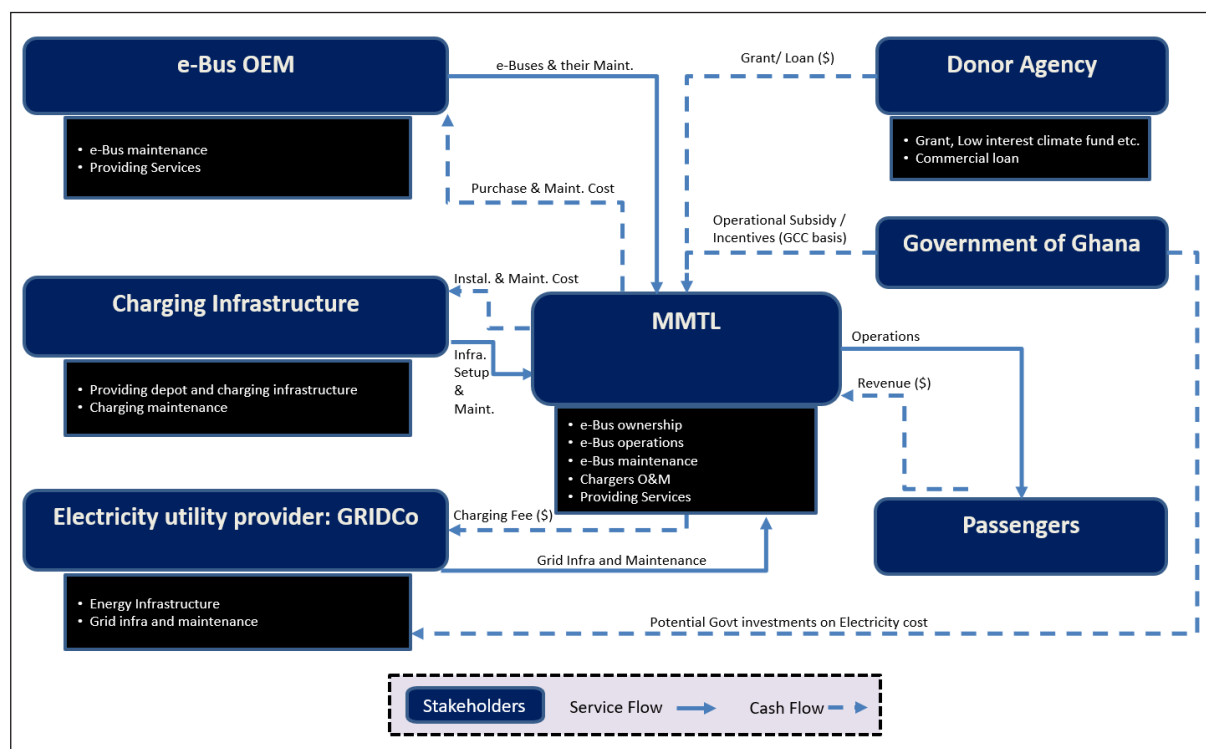 e-Bus OEM
• e-Bus maintenance
• Providing Services
e-Buses & their Maint.
Grant/ Loan ($)
Donor Agency
• Grant, Low interest climate fund etc.
• Commercial loan
Purchase & Maint. Cost
Operational Subsidy /
Incentives (GCC basis)
Government of Ghana
Charging Infrastructure
• Providing depot and charging infrastructure
• Charging maintenance
Instal. & Maint. Cost
Infra.
Setup
&
Maint.
MMTL
• e-Bus ownership
• e-Bus operations
• e-Bus maintenance
• Chargers O&M
• Providing Services
Operations
Revenue ($)
Passengers
Electricity utility provider: GRIDCo
• Energy Infrastructure
• Grid infra and maintenance
Charging Fee ($)
Grid Infra and Maintenance
Potential Govt investments on Electricity cost
Stakeholders
Service Flow
Cash Flow